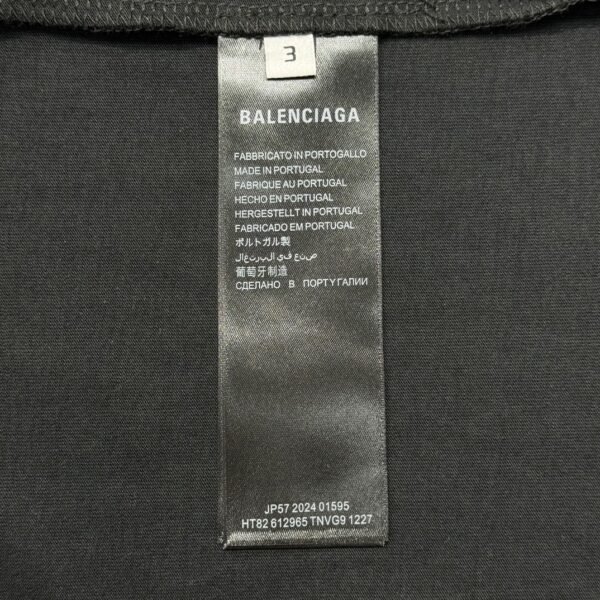 3
BALENCIAGA
FABBRICATO IN PORTOGALLO
MADE IN PORTUGAL
FABRIQUE AU PORTUGAL
HECHO EN PORTUGAL
HERGESTELLT IN PORTUGAL
FABRICADO EM PORTUGAL
ポルトガル製
صنع في البرتغال
葡萄牙制造
СДЕЛАНО В ПОРТУГАЛИИ
JP57 2024 01595
HT82 612965 TNVG9 1227